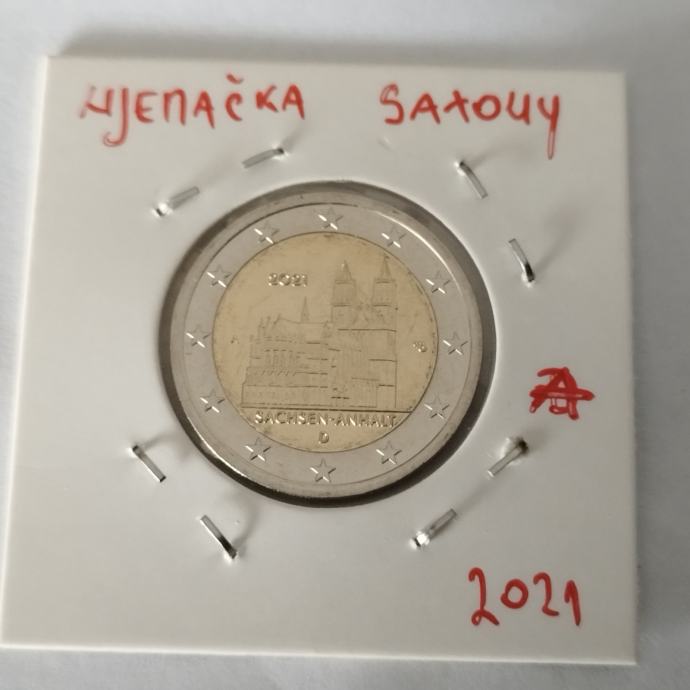 NJEMAČKA SAXONY
2021
A
SACHSEN-ANHALT
D
A
2021